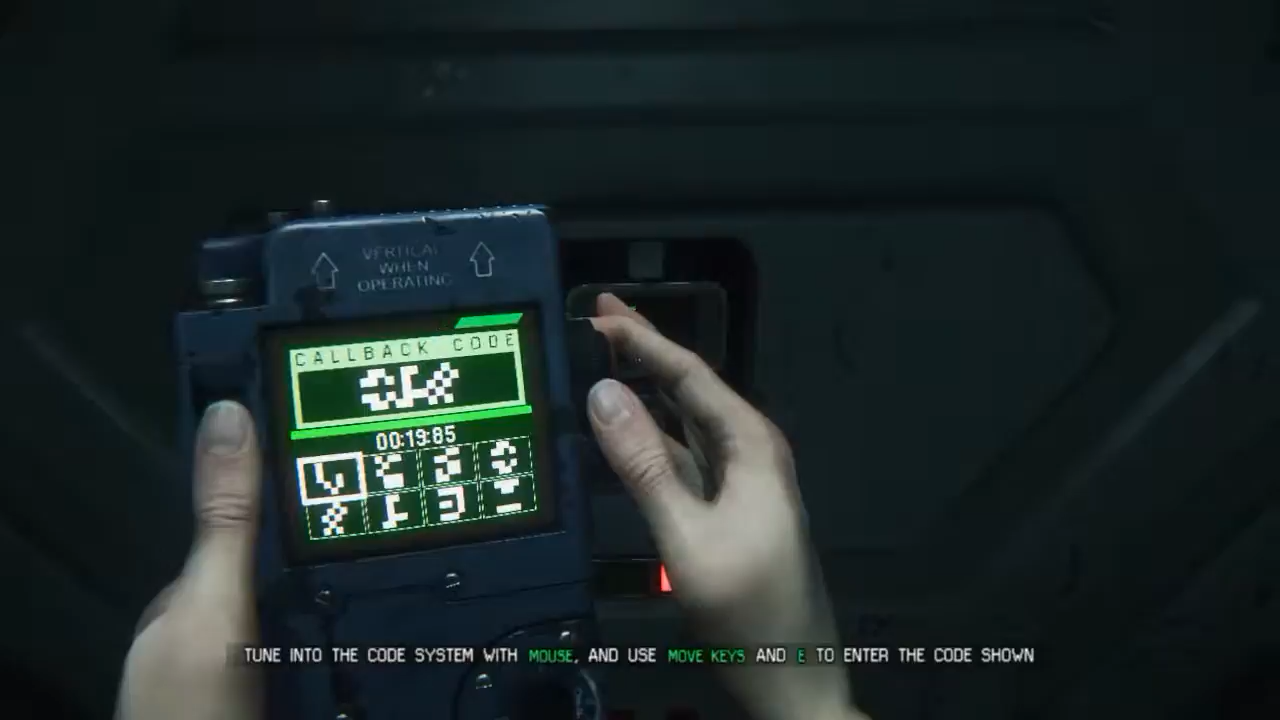 VERTICAL
WHEN
OPERATING
CALLBACK CODE
00:19:85
TUNE INTO THE CODE SYSTEM WITH MOUSE, AND USE MOVE KEYS AND E TO ENTER THE CODE SHOWN